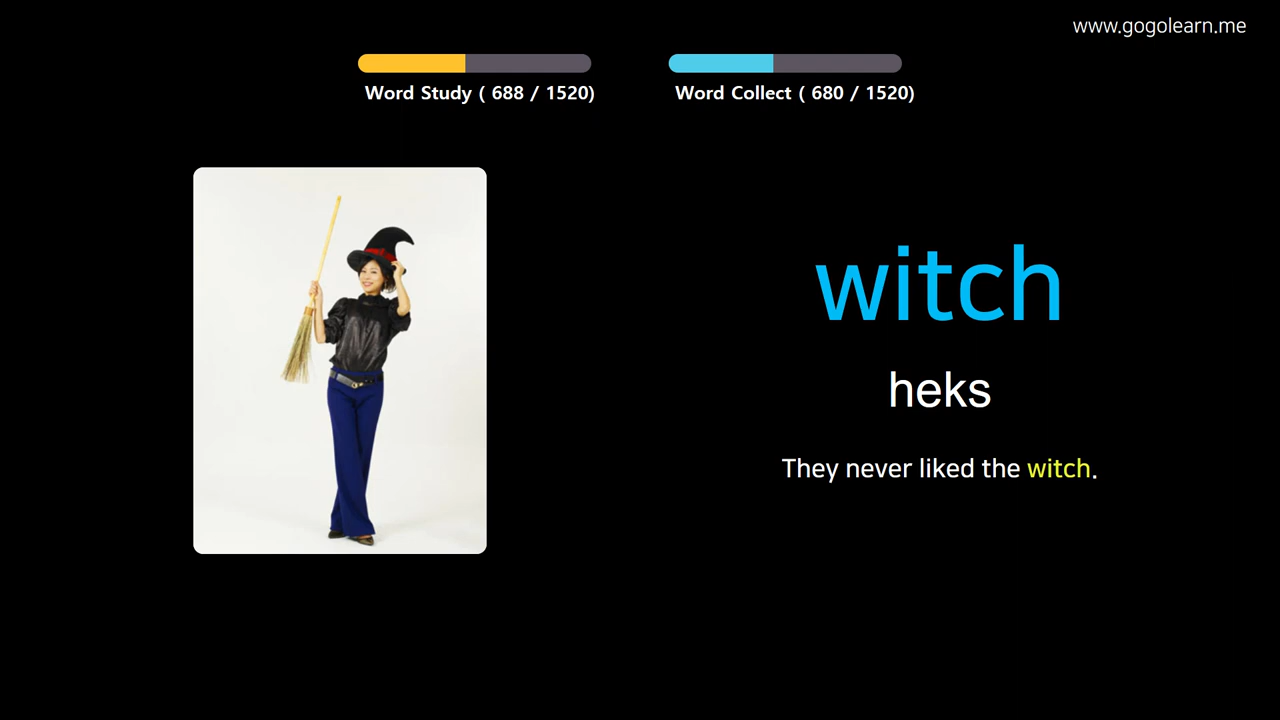 www.gogolearn.me
Word Study ( 688 / 1520)
Word Collect ( 680 / 1520)
witch
heks
They never liked the witch.